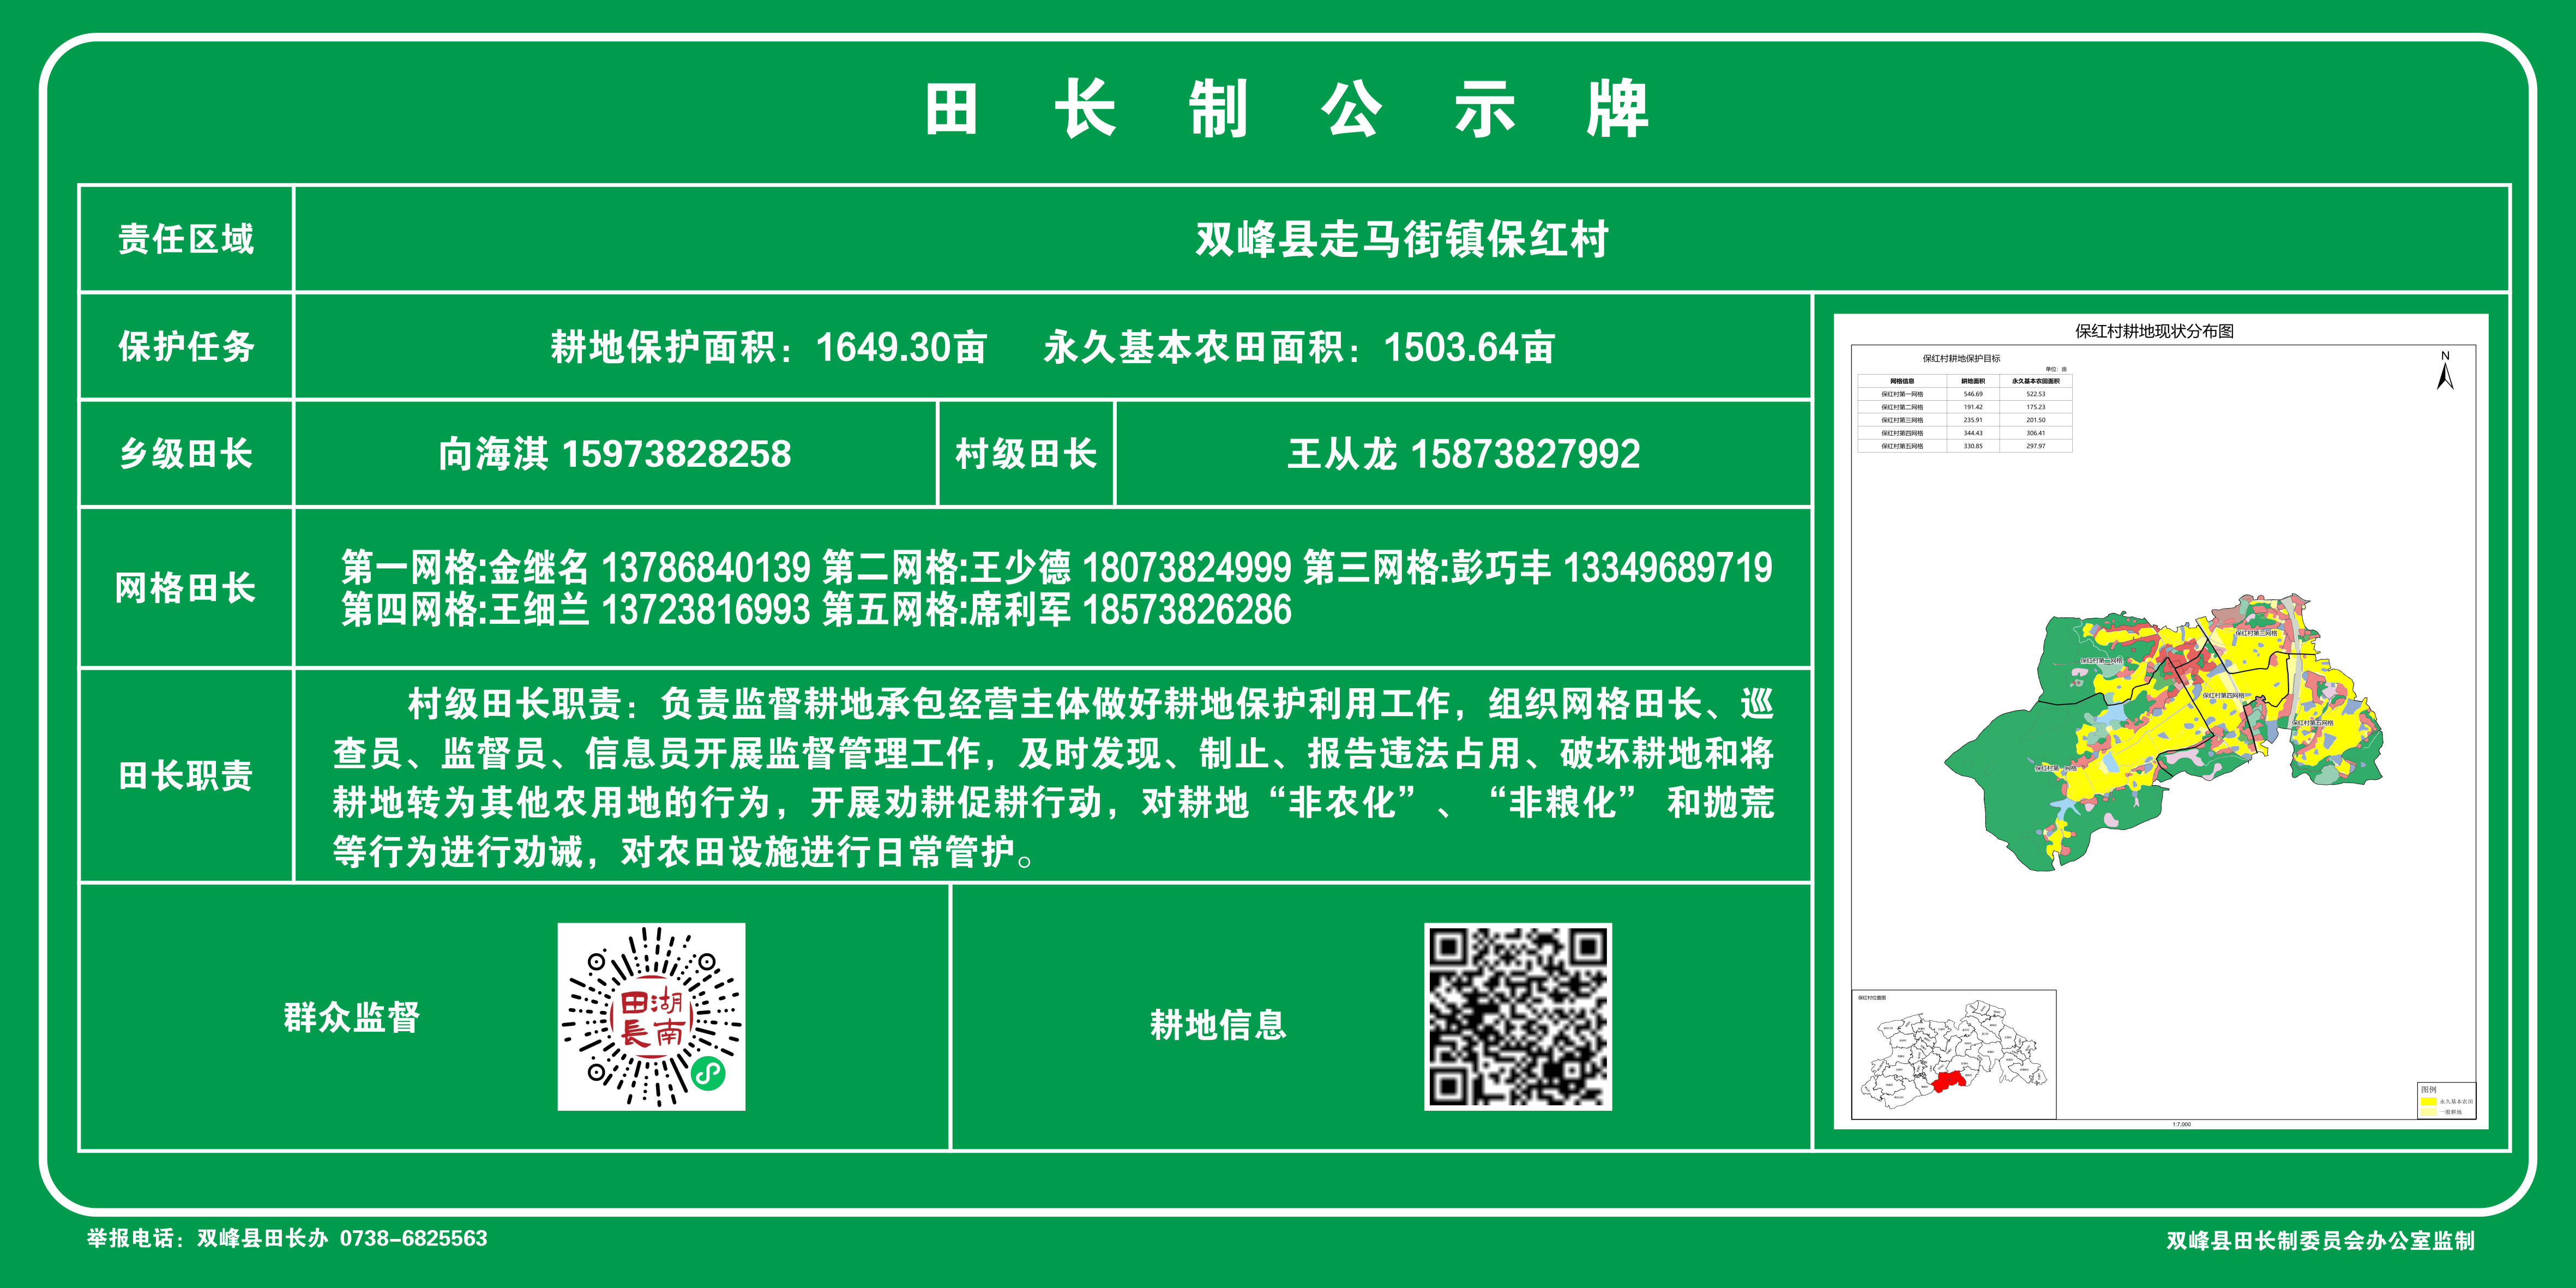 田长制公示牌
责任区域
双峰县走马街镇保红村
保护任务
耕地保护面积：1649.30亩 永久基本农田面积：1503.64亩
乡级田长
向海淇 15973828258
村级田长
王从龙 15873827992
网格田长
第一网格:金继名 13786840139 第二网格:王少德 18073824999 第三网格:彭巧丰 13349689719
第四网格:王细兰 13723816993 第五网格:席利军 18573826286
田长职责
村级田长职责：负责监督耕地承包经营主体做好耕地保护利用工作，组织网格田长、巡
查员、监督员、信息员开展监督管理工作，及时发现、制止、报告违法占用、破坏耕地和将
耕地转为其他农用地的行为，开展劝耕促耕行动，对耕地“非农化”、“非粮化” 和抛荒
等行为进行劝诫，对农田设施进行日常管护。
群众监督
湖南
田長
耕地信息
保红村耕地现状分布图
保红村耕地保护目标
单位：亩
网格信息 耕地面积 永久基本农田面积
保红村第一网格 546.69 522.53
保红村第二网格 191.42 175.23
保红村第三网格 235.91 201.50
保红村第四网格 344.43 306.41
保红村第五网格 330.85 297.97
N
保红村第三网格
保红村第二网格
保红村第四网格
保红村第五网格
保红村第一网格
保红村位置图
图例
永久基本农田
一般耕地
1:7,000
举报电话：双峰县田长办 0738-6825563
双峰县田长制委员会办公室监制